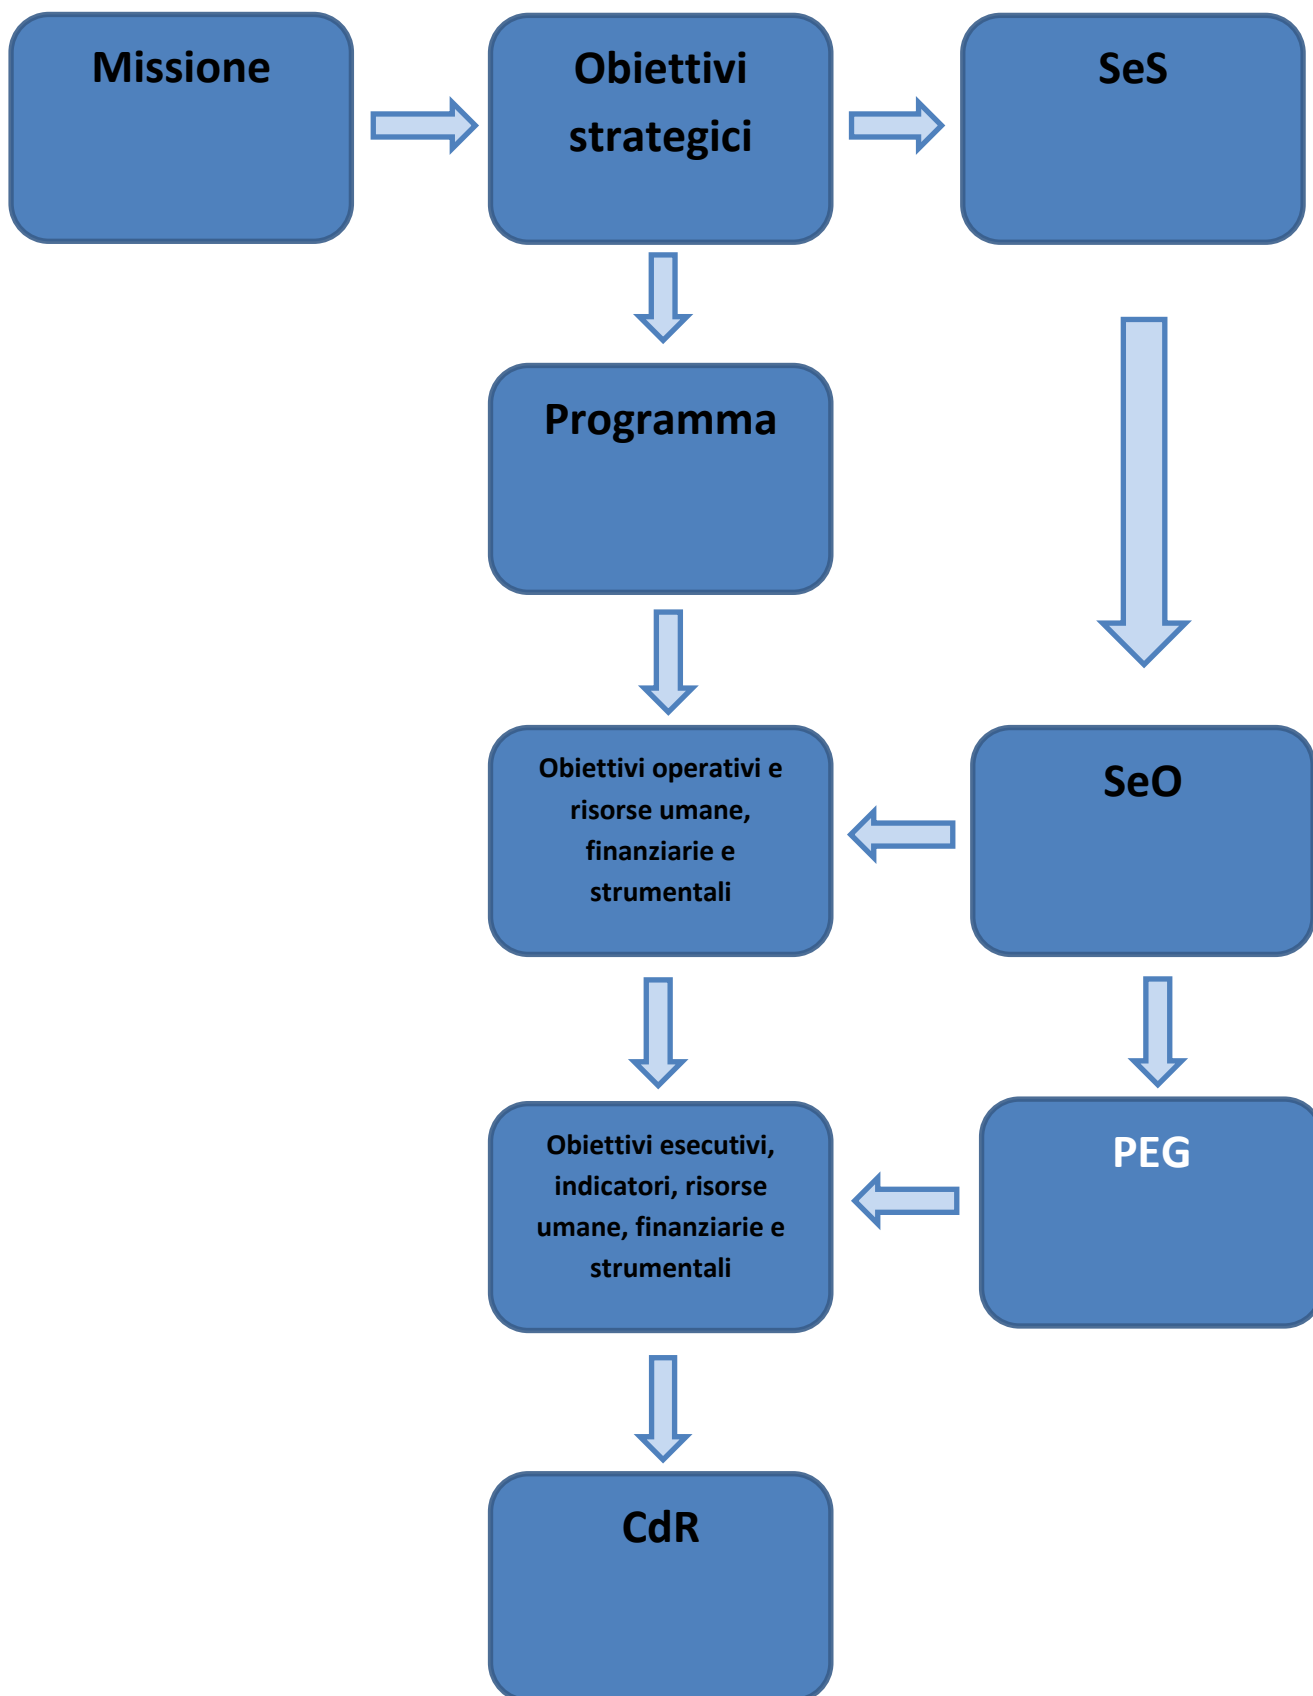 Missione
Obiettivi
strategici
SeS
Programma
Obiettivi operativi e
risorse umane,
finanziarie e
strumentali
SeO
Obiettivi esecutivi,
indicatori, risorse
umane, finanziarie e
strumentali
PEG
CdR